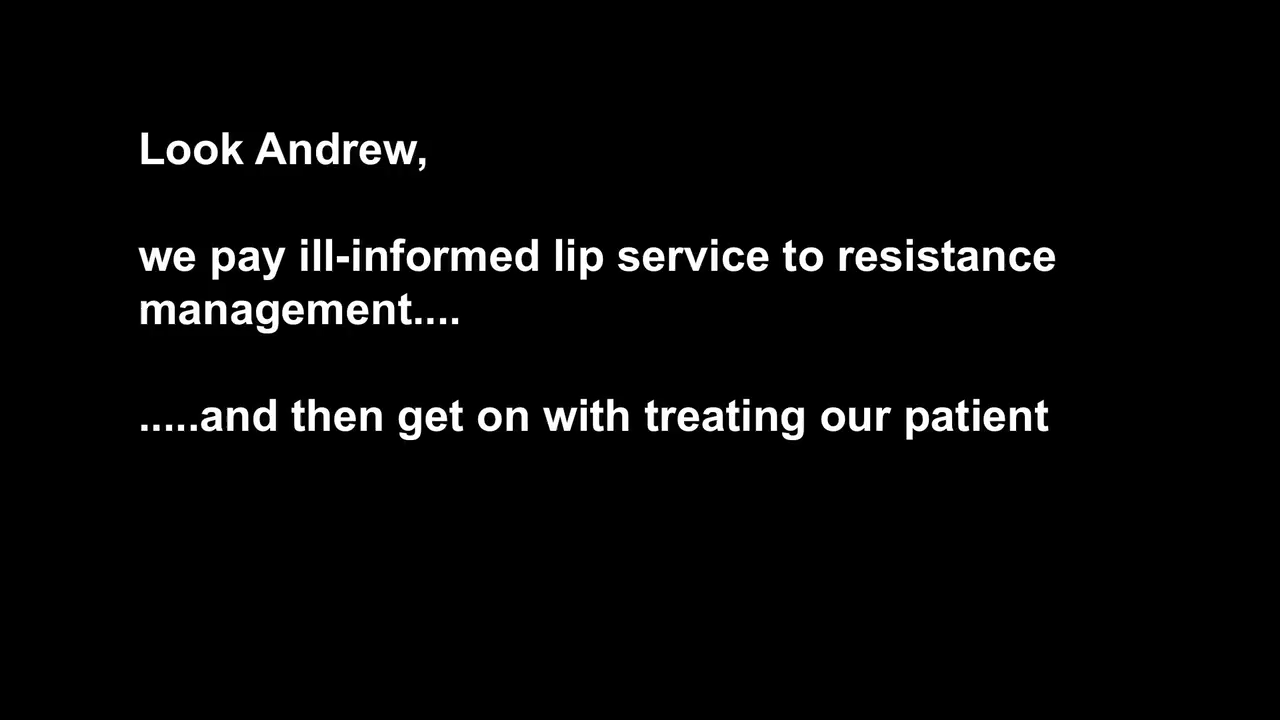 Look Andrew,
we pay ill-informed lip service to resistance
management....
.....and then get on with treating our patient